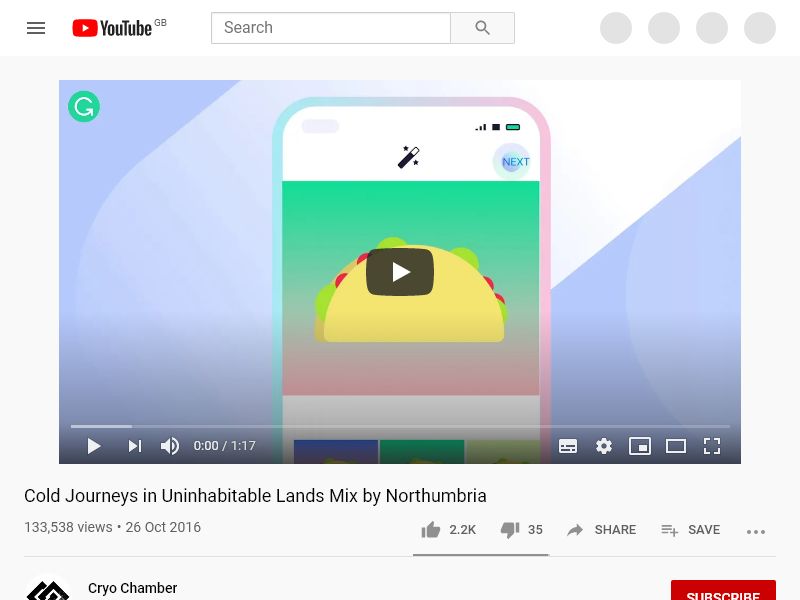 YouTube GB
Search
NEXT
0:00 / 1:17
Cold Journeys in Uninhabitable Lands Mix by Northumbria
133,538 views • 26 Oct 2016
2.2K 35 SHARE SAVE
Cryo Chamber
SUBSCRIBE